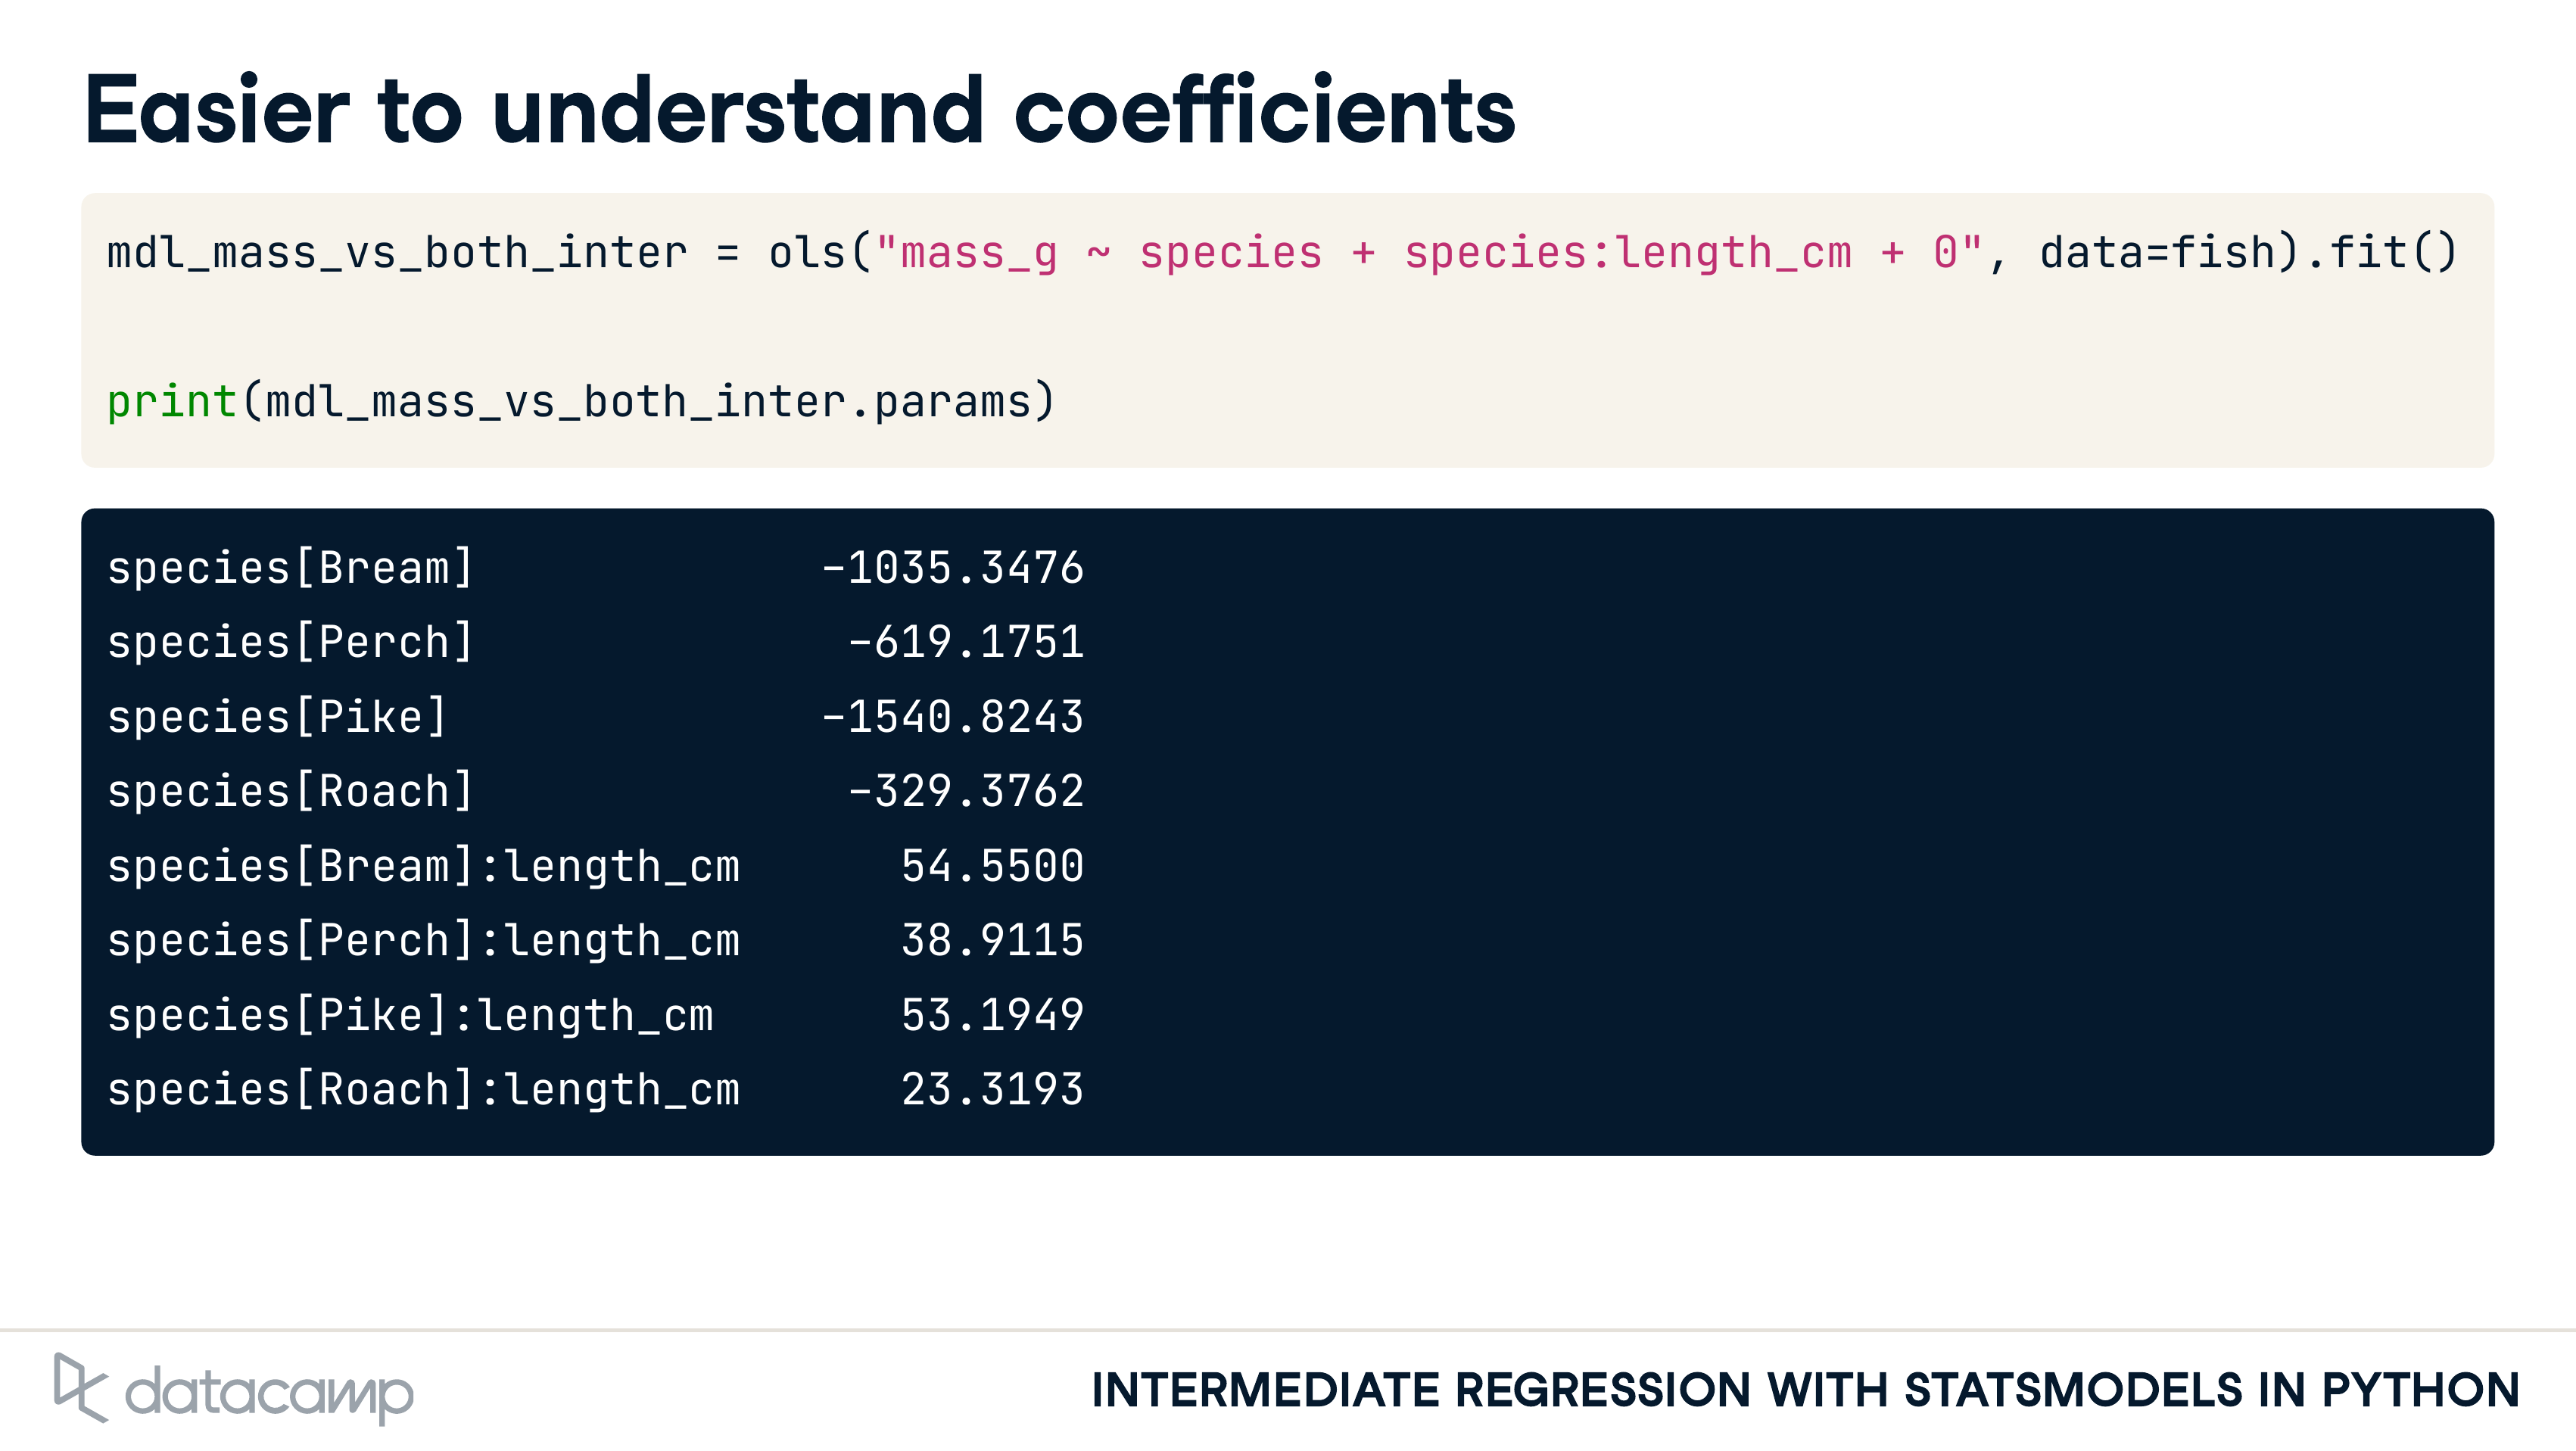 Easier to understand coefficients
mdl_mass_vs_both_inter = ols("mass_g ~ species + species:length_cm + 0", data=fish).fit()
print(mdl_mass_vs_both_inter.params)
species[Bream] -1035.3476
species[Perch] -619.1751
species[Pike] -1540.8243
species[Roach] -329.3762
species[Bream]:length_cm 54.5500
species[Perch]:length_cm 38.9115
species[Pike]:length_cm 53.1949
species[Roach]:length_cm 23.3193
datacamp
INTERMEDIATE REGRESSION WITH STATSMODELS IN PYTHON